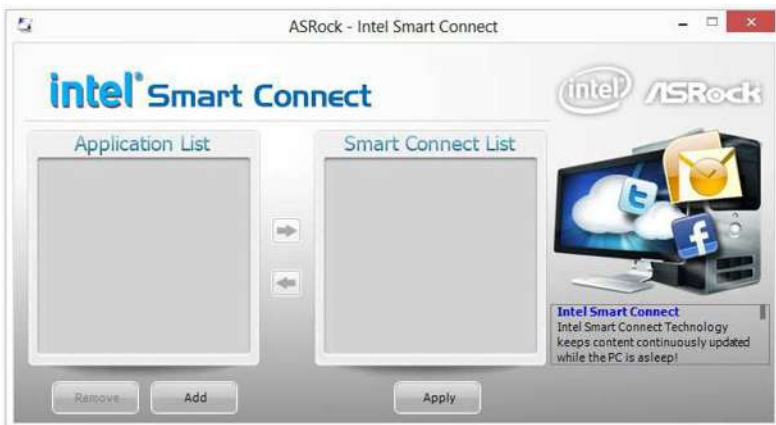 ASRock - Intel Smart Connect
intel® Smart Connect
intel ASRock
Application List
Smart Connect List
Intel Smart Connect
Intel Smart Connect Technology
keeps content continuously updated
while the PC is asleep!
Remove
Add
Apply